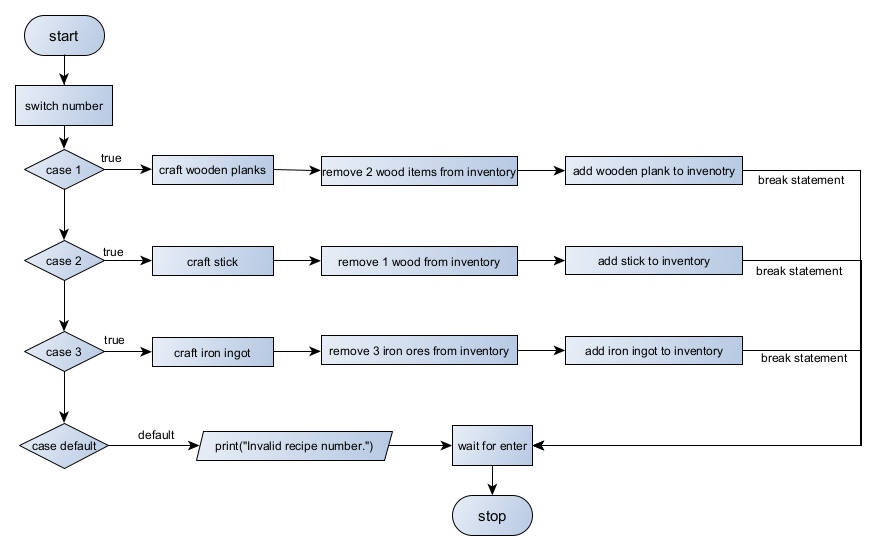 start
switch number
case 1
true
craft wooden planks
remove 2 wood items from inventory
add wooden plank to invenotry
break statement
case 2
true
craft stick
remove 1 wood from inventory
add stick to inventory
break statement
case 3
true
craft iron ingot
remove 3 iron ores from inventory
add iron ingot to inventory
break statement
case default
default
print("Invalid recipe number.")
wait for enter
stop